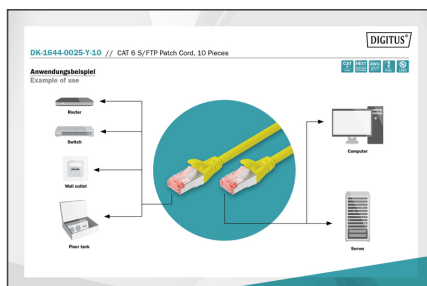 DIGITUS®
DK-1644-0025-Y-10 // CAT 6 S/FTP Patch Cord, 10 Pieces
Anwendungsbeispiel
Example of use
CAT
Router
Switch
Wall outlet
Floor tank
Computer
Server